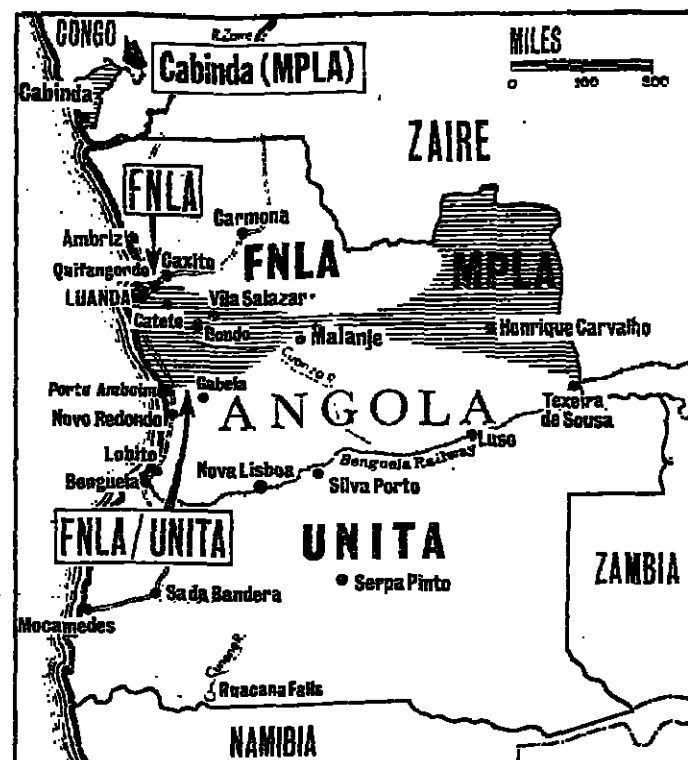 CONGO
R. Zaire
MILES
0 100 200
Cabinda (MPLA)
Cabinda
ZAIRE
FNLA
Carmona
Ambriz
FNLA
MPLA
Quifangondo
Caxito
LUANDA
Vila Salazar
Catete
Dondo
Malanje
Henrique Carvalho
Cuanza R.
Porto Amboim
Gabela
ANGOLA
Texeira
de Sousa
Novo Redondo
Luso
Lobito
Benguela Railway
Nova Lisboa
Benguela
Silva Porto
FNLA/UNITA
UNITA
ZAMBIA
Serpa Pinto
Sada Bandera
Mocamedes
Ruacana Falls
NAMIBIA